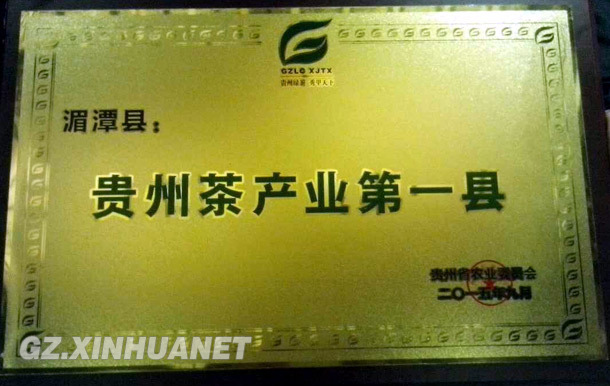 GZLC XJTX
贵州绿茶 秀甲天下
湄潭县：
贵州茶产业第一县
贵州省农业委员会
二〇一五年九月
GZ.XINHUANET